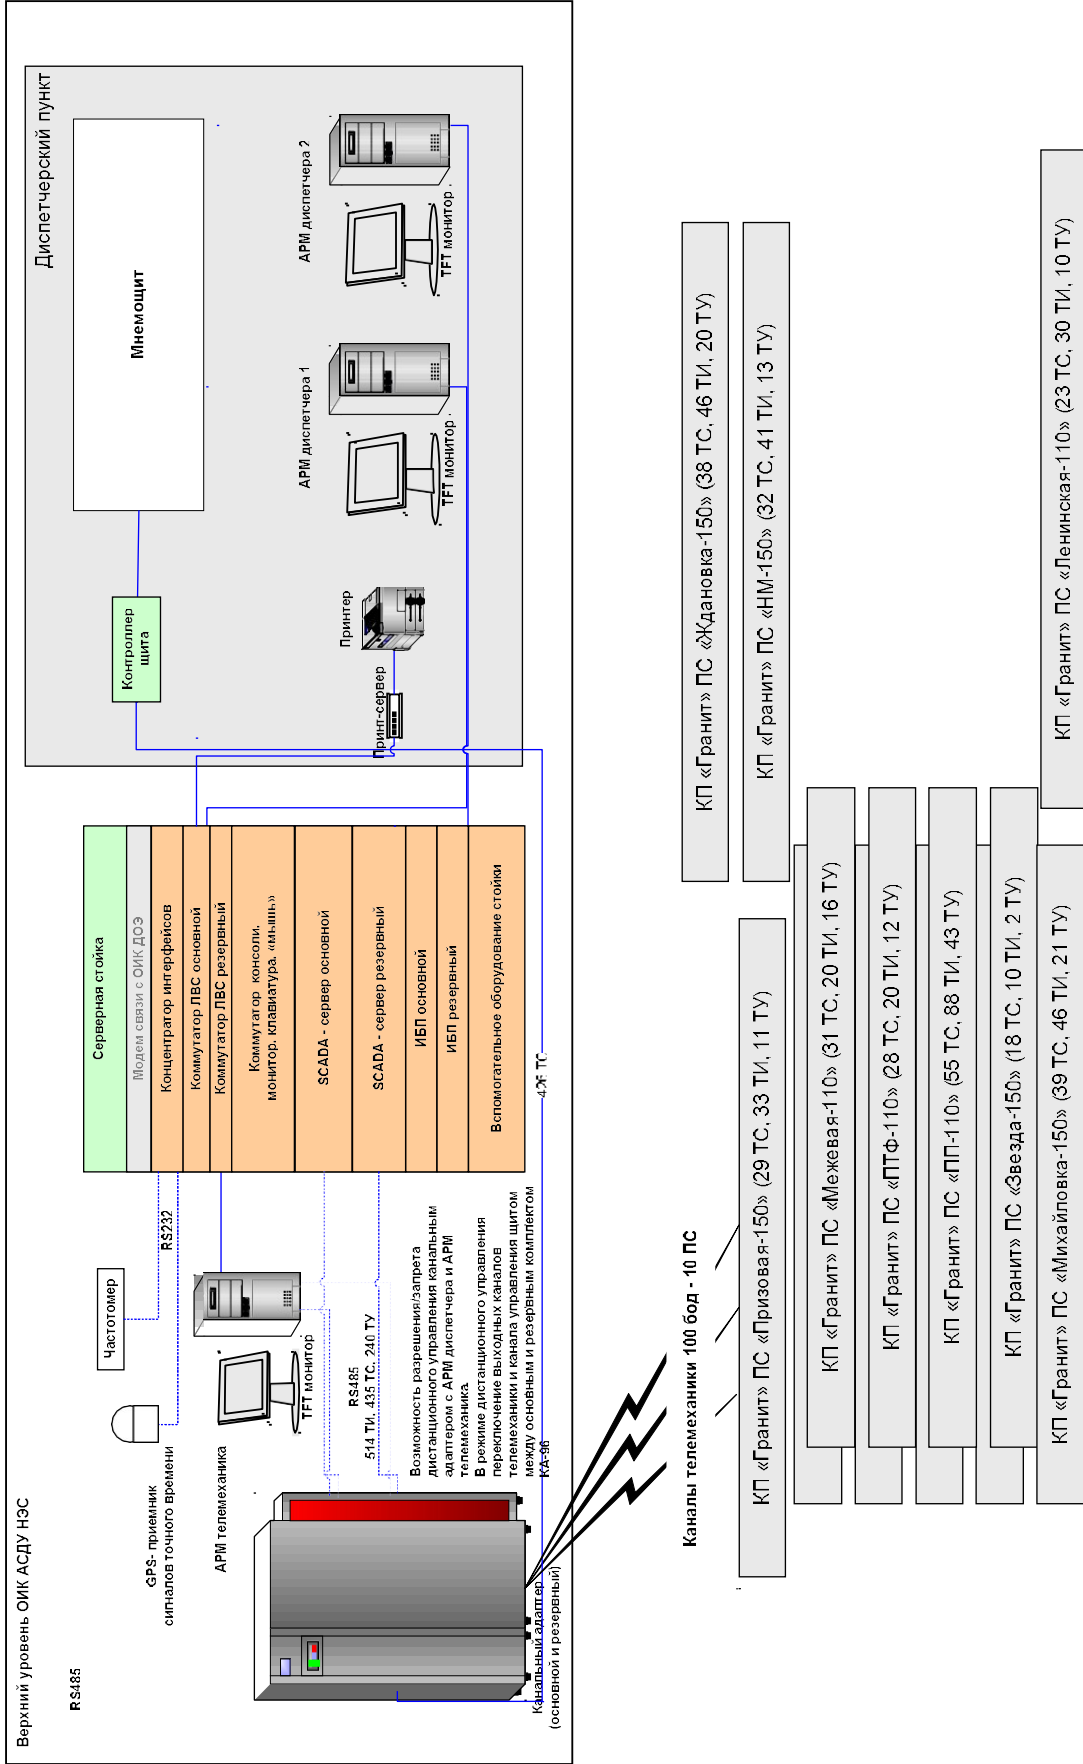 Верхний уровень ОИК АСДУ НЭС
RS485
Диспетчерский пункт
Мнемощит
Контроллер
щита
АРМ диспетчера 1
АРМ диспетчера 2
TFT монитор
TFT монитор
Принтер
Принт-сервер
GPS- приемник
сигналов точного времени
Частотомер
RS232
АРМ телемеханика
TFT монитор
Серверная стойка
Модем связи с ОИК ДОЭ
Концентратор интерфейсов
Коммутатор ЛВС основной
Коммутатор ЛВС резервный
Коммутатор консоли.
монитор. клавиатура. «мышь»
SCADA - сервер основной
SCADA - сервер резервный
ИБП основной
ИБП резервный
Вспомогательное оборудование стойки
RS485
514 ТИ, 435 ТС, 240 ТУ
Возможность разрешения/запрета
дистанционного управления канальным
адаптером с АРМ диспетчера и АРМ
телемеханика.
В режиме дистанционного управления
переключение выходных каналов
телемеханики и канала управления щитом
между основным и резервным комплектом
КА-96
426 ТС
Канальный адаптер
(основной и резервный)
Каналы телемеханики 100 бод - 10 ПС
КП «Гранит» ПС «Ждановка-150» (38 ТС, 46 ТИ, 20 ТУ)
КП «Гранит» ПС «НМ-150» (32 ТС, 41 ТИ, 13 ТУ)
КП «Гранит» ПС «Призовая-150» (29 ТС, 33 ТИ, 11 ТУ)
КП «Гранит» ПС «Межевая-110» (31 ТС, 20 ТИ, 16 ТУ)
КП «Гранит» ПС «ПТФ-110» (28 ТС, 20 ТИ, 12 ТУ)
КП «Гранит» ПС «ПП-110» (55 ТС, 88 ТИ, 43 ТУ)
КП «Гранит» ПС «Звезда-150» (18 ТС, 10 ТИ, 2 ТУ)
КП «Гранит» ПС «Михайловка-150» (39 ТС, 46 ТИ, 21 ТУ)
КП «Гранит» ПС «Ленинская-110» (23 ТС, 30 ТИ, 10 ТУ)